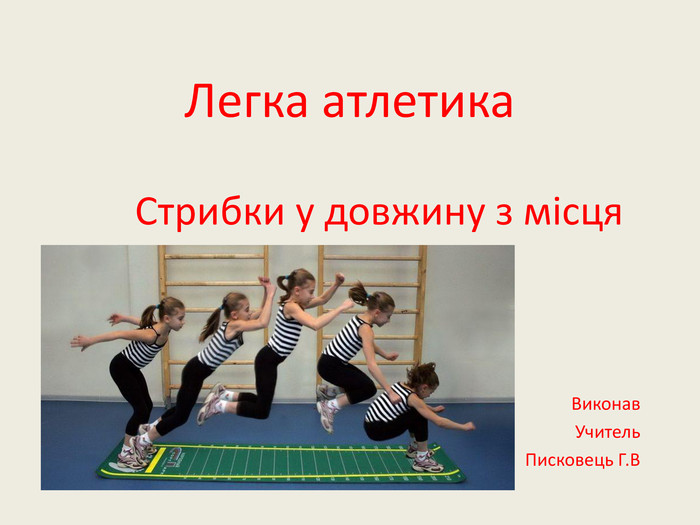 Легка атлетика
Стрибки у довжину з місця
Виконав
Учитель
Писковець Г.В